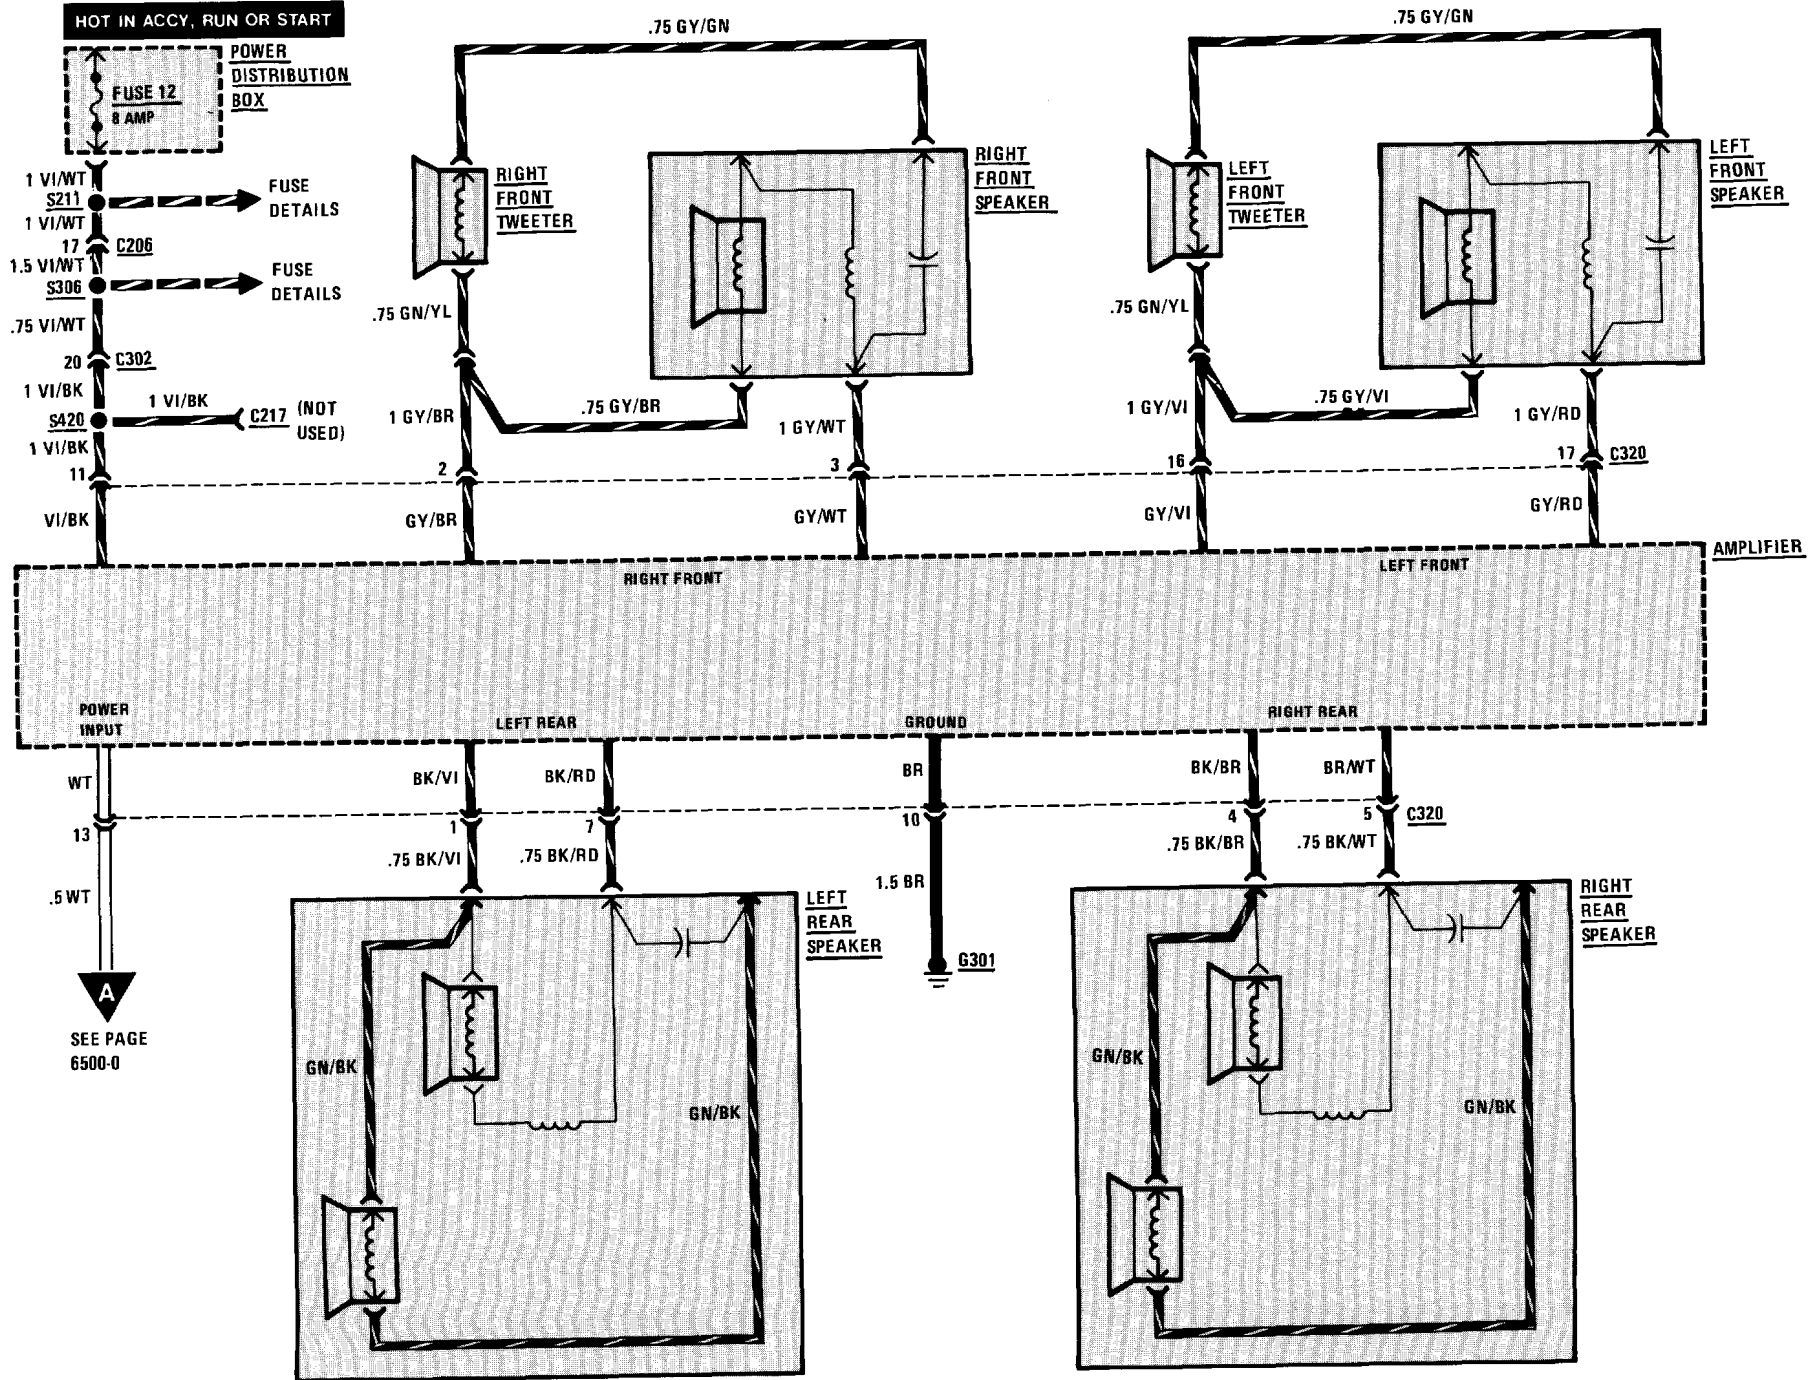 HOT IN ACCY, RUN OR START
POWER
DISTRIBUTION
BOX
FUSE 12
8 AMP
1 VI/WT
S211
FUSE
DETAILS
1 VI/WT
17
C206
1.5 VI/WT
S306
FUSE
DETAILS
.75 VI/WT
20
C302
1 VI/BK
S420
1 VI/BK
C217
(NOT
USED)
1 VI/BK
11
VI/BK
.75 GY/GN
RIGHT
FRONT
TWEETER
RIGHT
FRONT
SPEAKER
.75 GN/YL
1 GY/BR
.75 GY/BR
1 GY/WT
2
3
GY/BR
GY/WT
.75 GY/GN
LEFT
FRONT
TWEETER
LEFT
FRONT
SPEAKER
.75 GN/YL
1 GY/VI
.75 GY/VI
1 GY/RD
16
17
C320
GY/VI
GY/RD
AMPLIFIER
RIGHT FRONT
LEFT FRONT
POWER
INPUT
LEFT REAR
GROUND
RIGHT REAR
WT
BK/VI
BK/RD
BR
BK/BR
BR/WT
13
1
7
10
4
5
C320
.5 WT
.75 BK/VI
.75 BK/RD
1.5 BR
.75 BK/BR
.75 BK/WT
A
SEE PAGE
6500-0
LEFT
REAR
SPEAKER
G301
RIGHT
REAR
SPEAKER
GN/BK
GN/BK
GN/BK
GN/BK